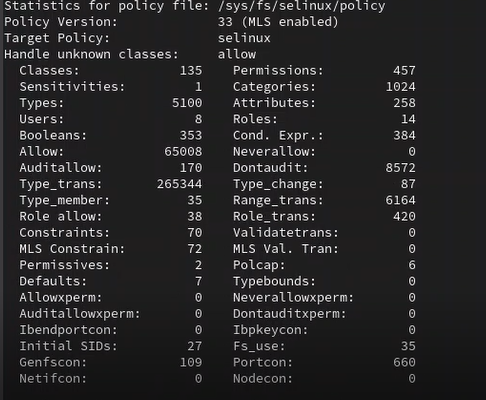 Statistics for policy file: /sys/fs/selinux/policy
Policy Version: 33 (MLS enabled)
Target Policy: selinux
Handle unknown classes: allow
Classes: 135 Permissions: 457
Sensitivities: 1 Categories: 1024
Types: 5100 Attributes: 258
Users: 8 Roles: 14
Booleans: 353 Cond. Expr.: 384
Allow: 65008 Neverallow: 0
Auditallow: 170 Dontaudit: 8572
Type_trans: 265344 Type_change: 87
Type_member: 35 Range_trans: 6164
Role allow: 38 Role_trans: 420
Constraints: 70 Validatetrans: 0
MLS Constrain: 72 MLS Val. Tran: 0
Permissives: 2 Polcap: 6
Defaults: 7 Typebounds: 0
Allowxperm: 0 Neverallowxperm: 0
Auditallowxperm: 0 Dontauditxperm: 0
Ibendportcon: 0 Ibpkeycon: 0
Initial SIDs: 27 Fs_use: 35
Genfscon: 109 Portcon: 660
Netifcon: 0 Nodecon: 0